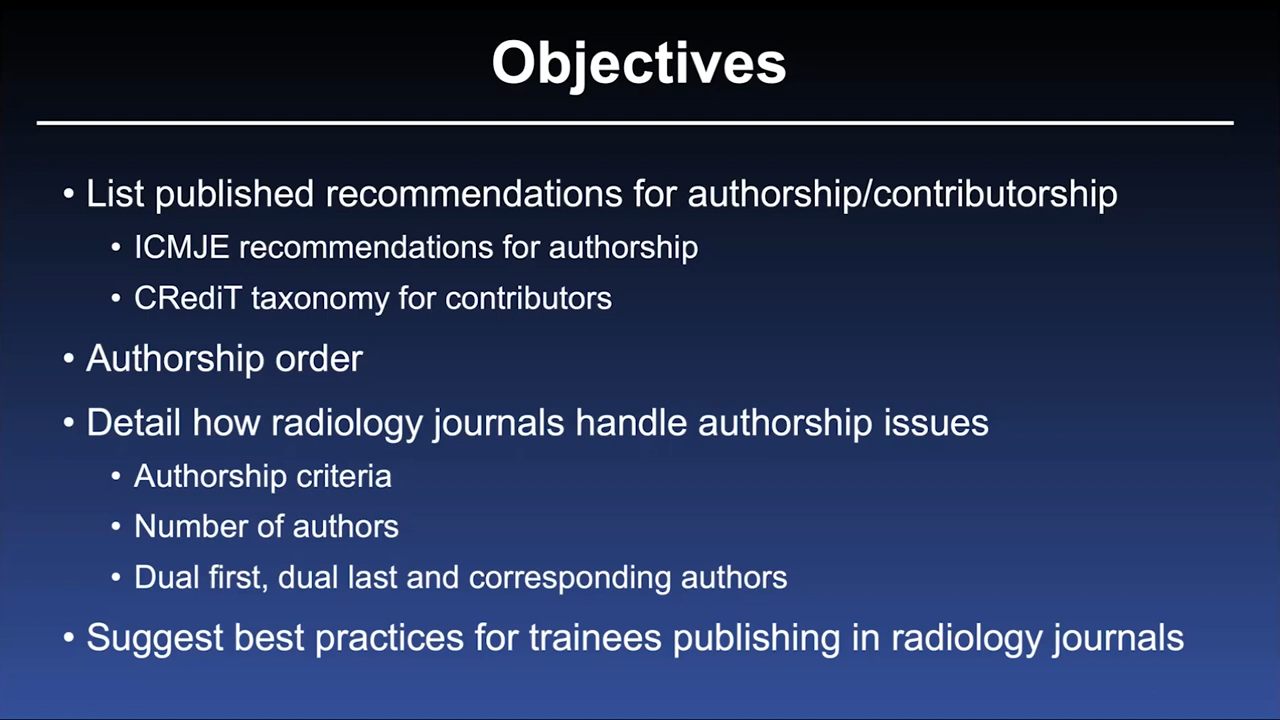 Objectives
• List published recommendations for authorship/contributorship
• ICMJE recommendations for authorship
• CRediT taxonomy for contributors
• Authorship order
• Detail how radiology journals handle authorship issues
• Authorship criteria
• Number of authors
• Dual first, dual last and corresponding authors
• Suggest best practices for trainees publishing in radiology journals